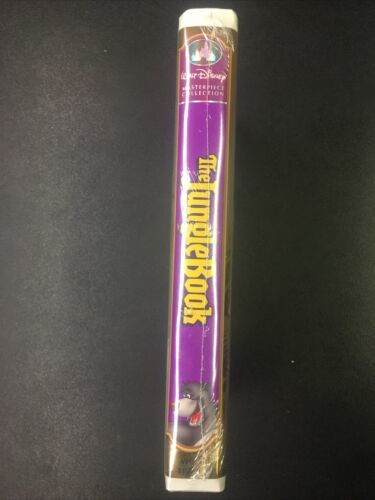 Walt Disney
MASTERPIECE
COLLECTION
The Jungle Book